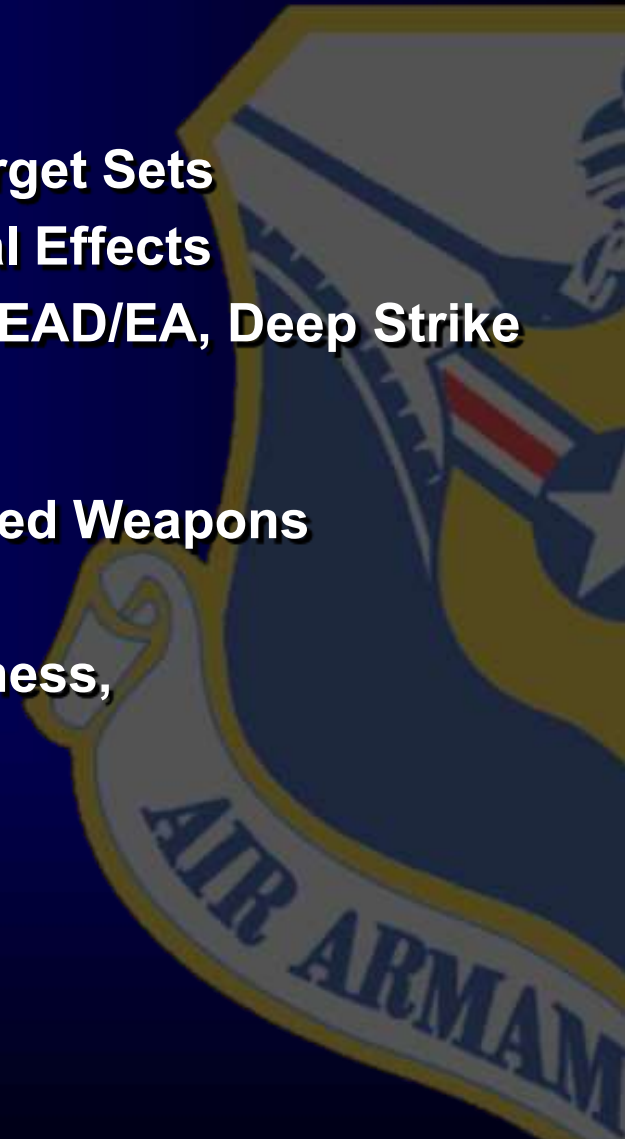 rget Sets
al Effects
EAD/EA, Deep Strike
ed Weapons
ness,
AIR ARMAM